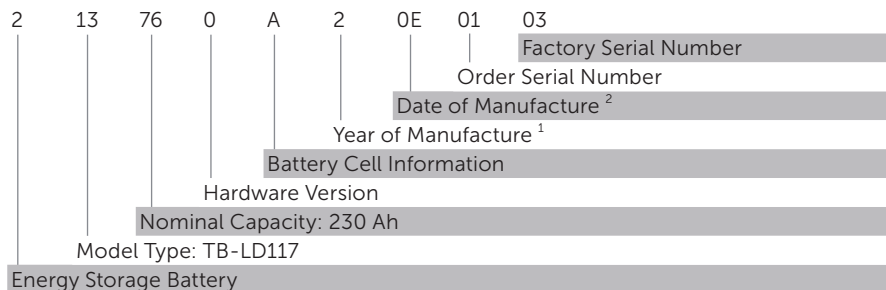 2 13 76 0 A 2 0E 01 03
Factory Serial Number
Order Serial Number
Date of Manufacture 2
Year of Manufacture 1
Battery Cell Information
Hardware Version
Nominal Capacity: 230 Ah
Model Type: TB-LD117
Energy Storage Battery